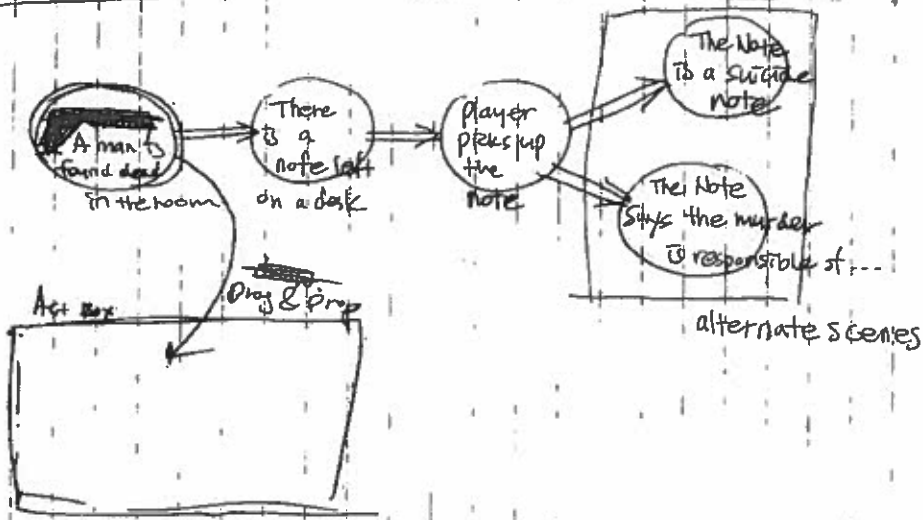 A man is
found dead
in the room
There
is a
note left
on a desk
player
picks up
the
note
The Note
is a suicide
note
The Note
says the murder
is responsible of ...
alternate scenes
Drag & Drop
Act Box